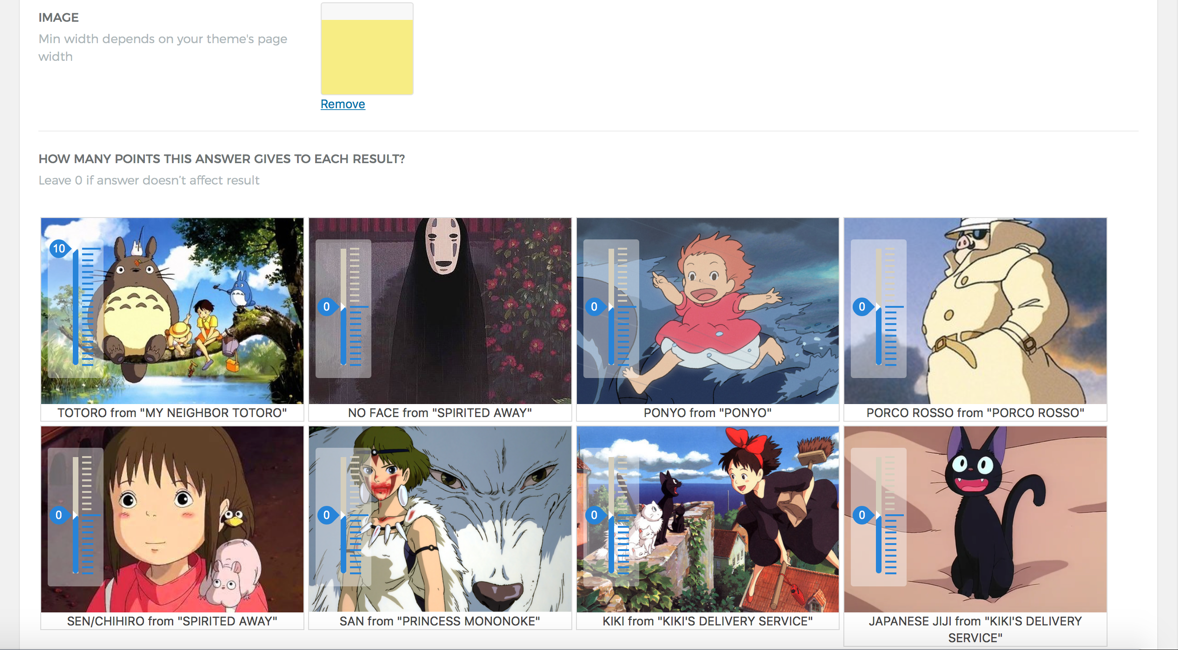 IMAGE
Min width depends on your theme's page
width
Remove
HOW MANY POINTS THIS ANSWER GIVES TO EACH RESULT?
Leave 0 if answer doesn't affect result
10
0
0
0
TOTORO from "MY NEIGHBOR TOTORO"
NO FACE from "SPIRITED AWAY"
PONYO from "PONYO"
PORCO ROSSO from "PORCO ROSSO"
0
0
0
0
SEN/CHIHIRO from "SPIRITED AWAY"
SAN from "PRINCESS MONONOKE"
KIKI from "KIKI'S DELIVERY SERVICE"
JAPANESE JIJI from "KIKI'S DELIVERY
SERVICE"